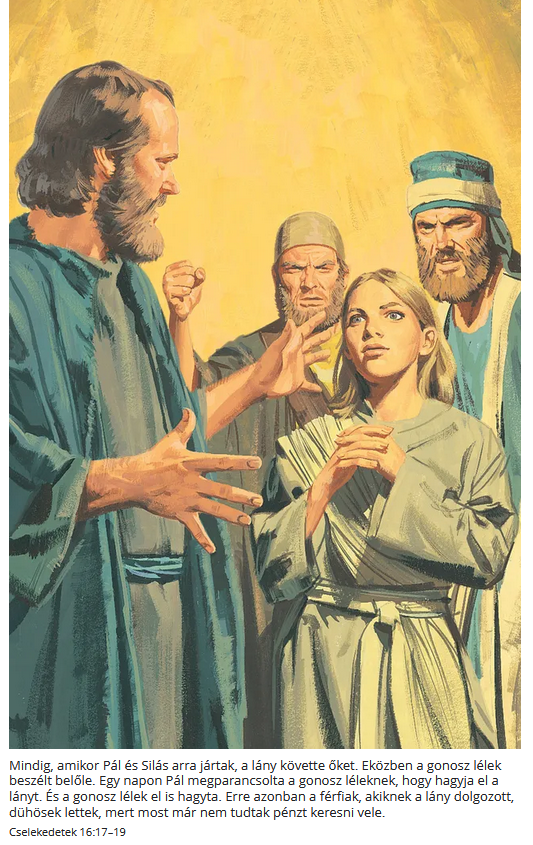 Mindig, amikor Pál és Silás arra jártak, a lány követte őket. Eközben a gonosz lélek
beszélt belőle. Egy napon Pál megparancsolta a gonosz léleknek, hogy hagyja el a
lányt. És a gonosz lélek el is hagyta. Erre azonban a férfiak, akiknek a lány dolgozott,
dühösek lettek, mert most már nem tudtak pénzt keresni vele.
Cselekedetek 16:17–19